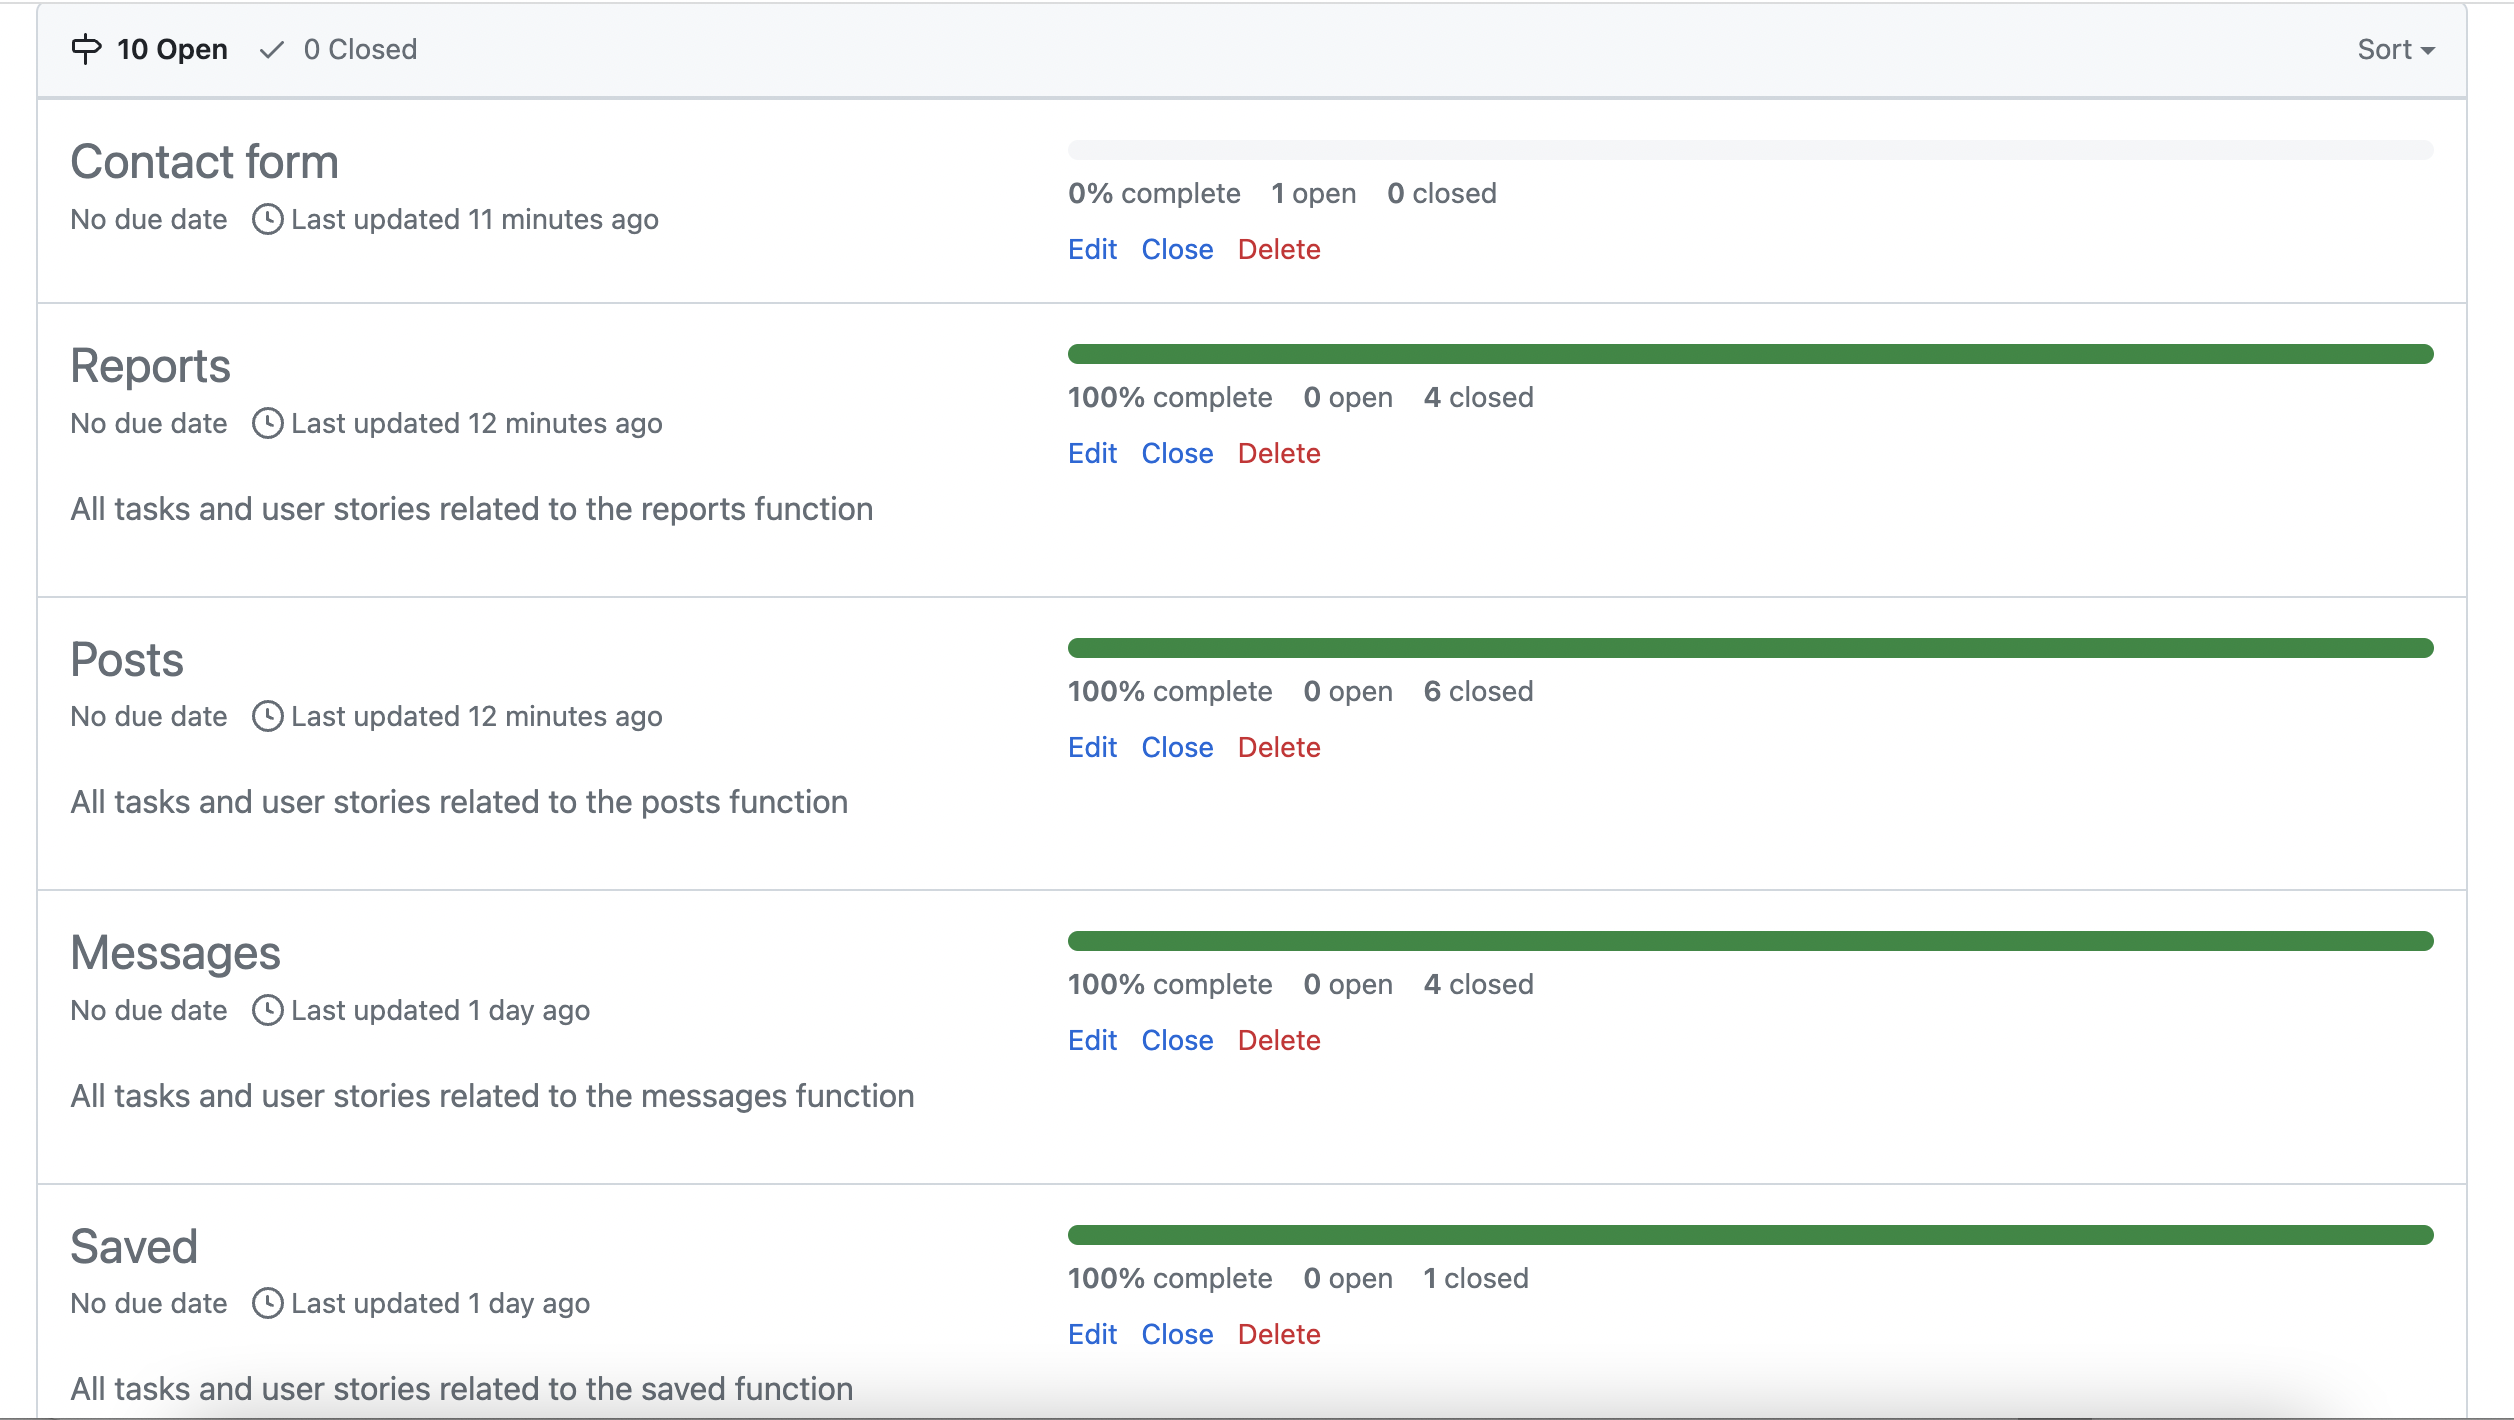 10 Open 0 Closed Sort
Contact form
0% complete 1 open 0 closed
No due date Last updated 11 minutes ago
Edit Close Delete
Reports
100% complete 0 open 4 closed
No due date Last updated 12 minutes ago
Edit Close Delete
All tasks and user stories related to the reports function
Posts
100% complete 0 open 6 closed
No due date Last updated 12 minutes ago
Edit Close Delete
All tasks and user stories related to the posts function
Messages
100% complete 0 open 4 closed
No due date Last updated 1 day ago
Edit Close Delete
All tasks and user stories related to the messages function
Saved
100% complete 0 open 1 closed
No due date Last updated 1 day ago
Edit Close Delete
All tasks and user stories related to the saved function